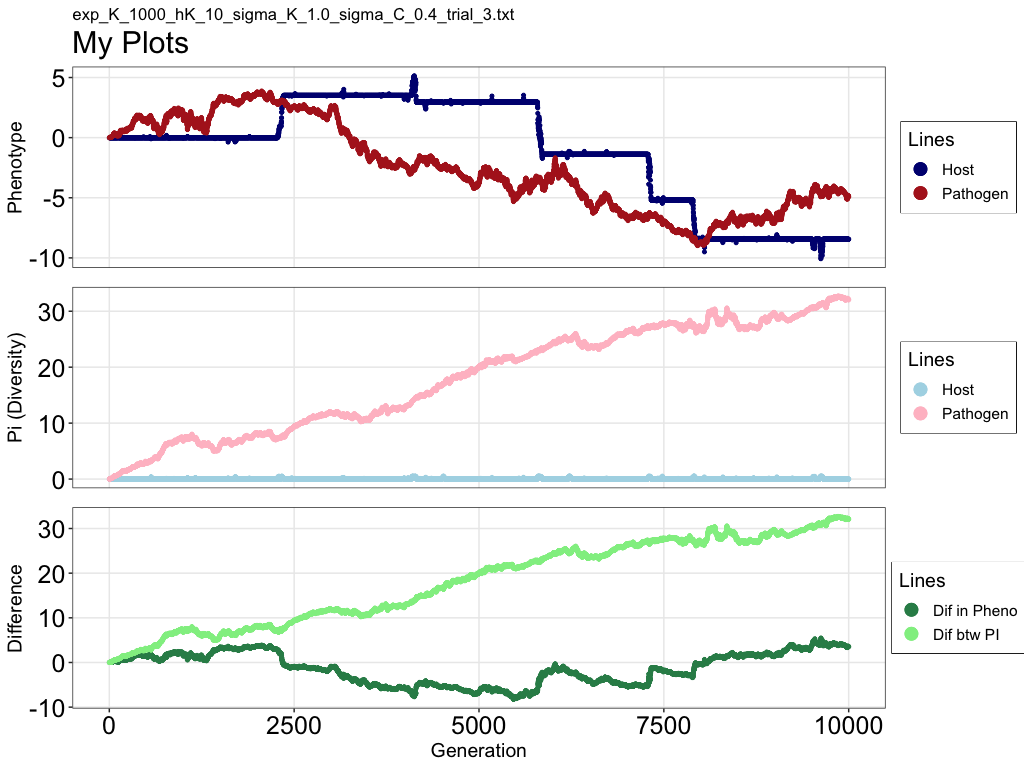 exp_K_1000_hK_10_sigma_K_1.0_sigma_C_0.4_trial_3.txt
My Plots
Phenotype
5
0
-5
-10
Lines
Host
Pathogen
Pi (Diversity)
30
20
10
0
Lines
Host
Pathogen
Difference
30
20
10
0
-10
Lines
Dif in Pheno
Dif btw PI
0 2500 5000 7500 10000
Generation